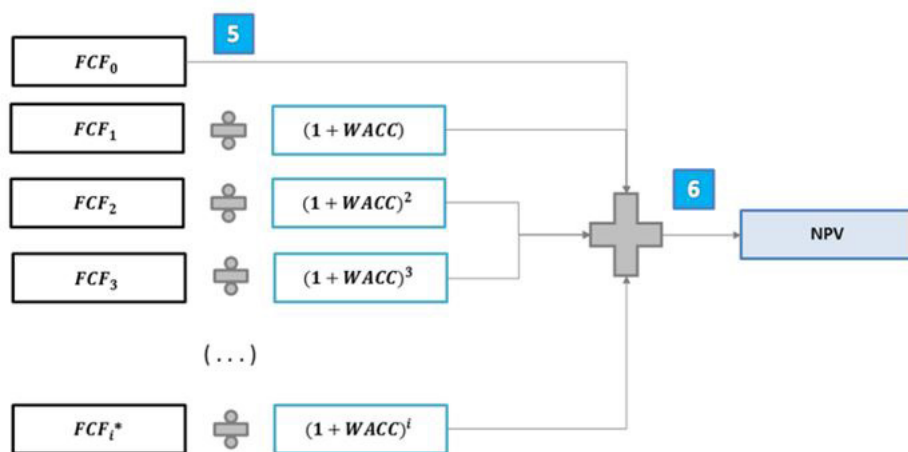 5
FCF₀
FCF₁ (1 + WACC)
FCF₂ (1 + WACC)²
6
NPV
FCF₃ (1 + WACC)³
(...)
FCFᵢ* (1 + WACC)ⁱ